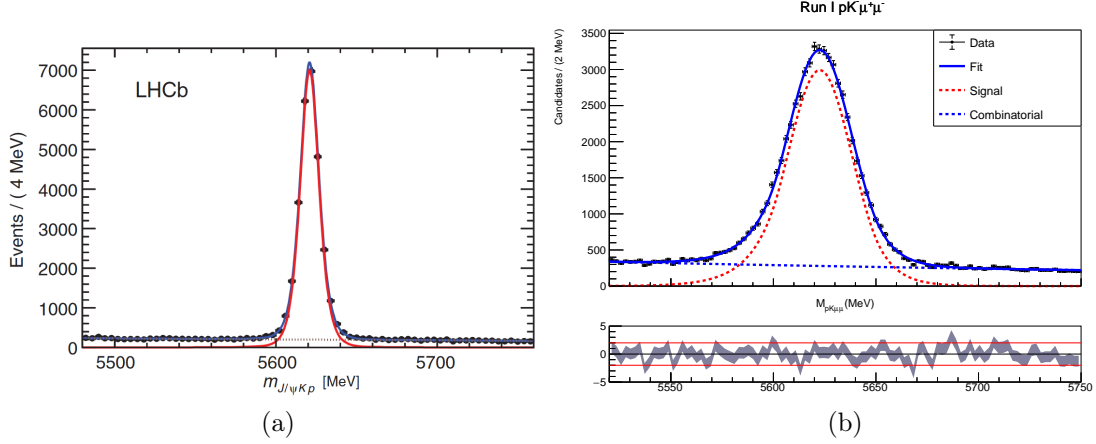 Run I pK⁻μ⁺μ⁻
LHCb
Events / ( 4 MeV)
7000
6000
5000
4000
3000
2000
1000
0
5500
5600
5700
m_{J/ψKp} [MeV]
(a)
Candidates / (2 MeV)
3500
3000
2500
2000
1500
1000
500
0
Data
Fit
Signal
Combinatorial
M_{pKμμ}(MeV)
5
0
−5
5550
5600
5650
5700
5750
(b)